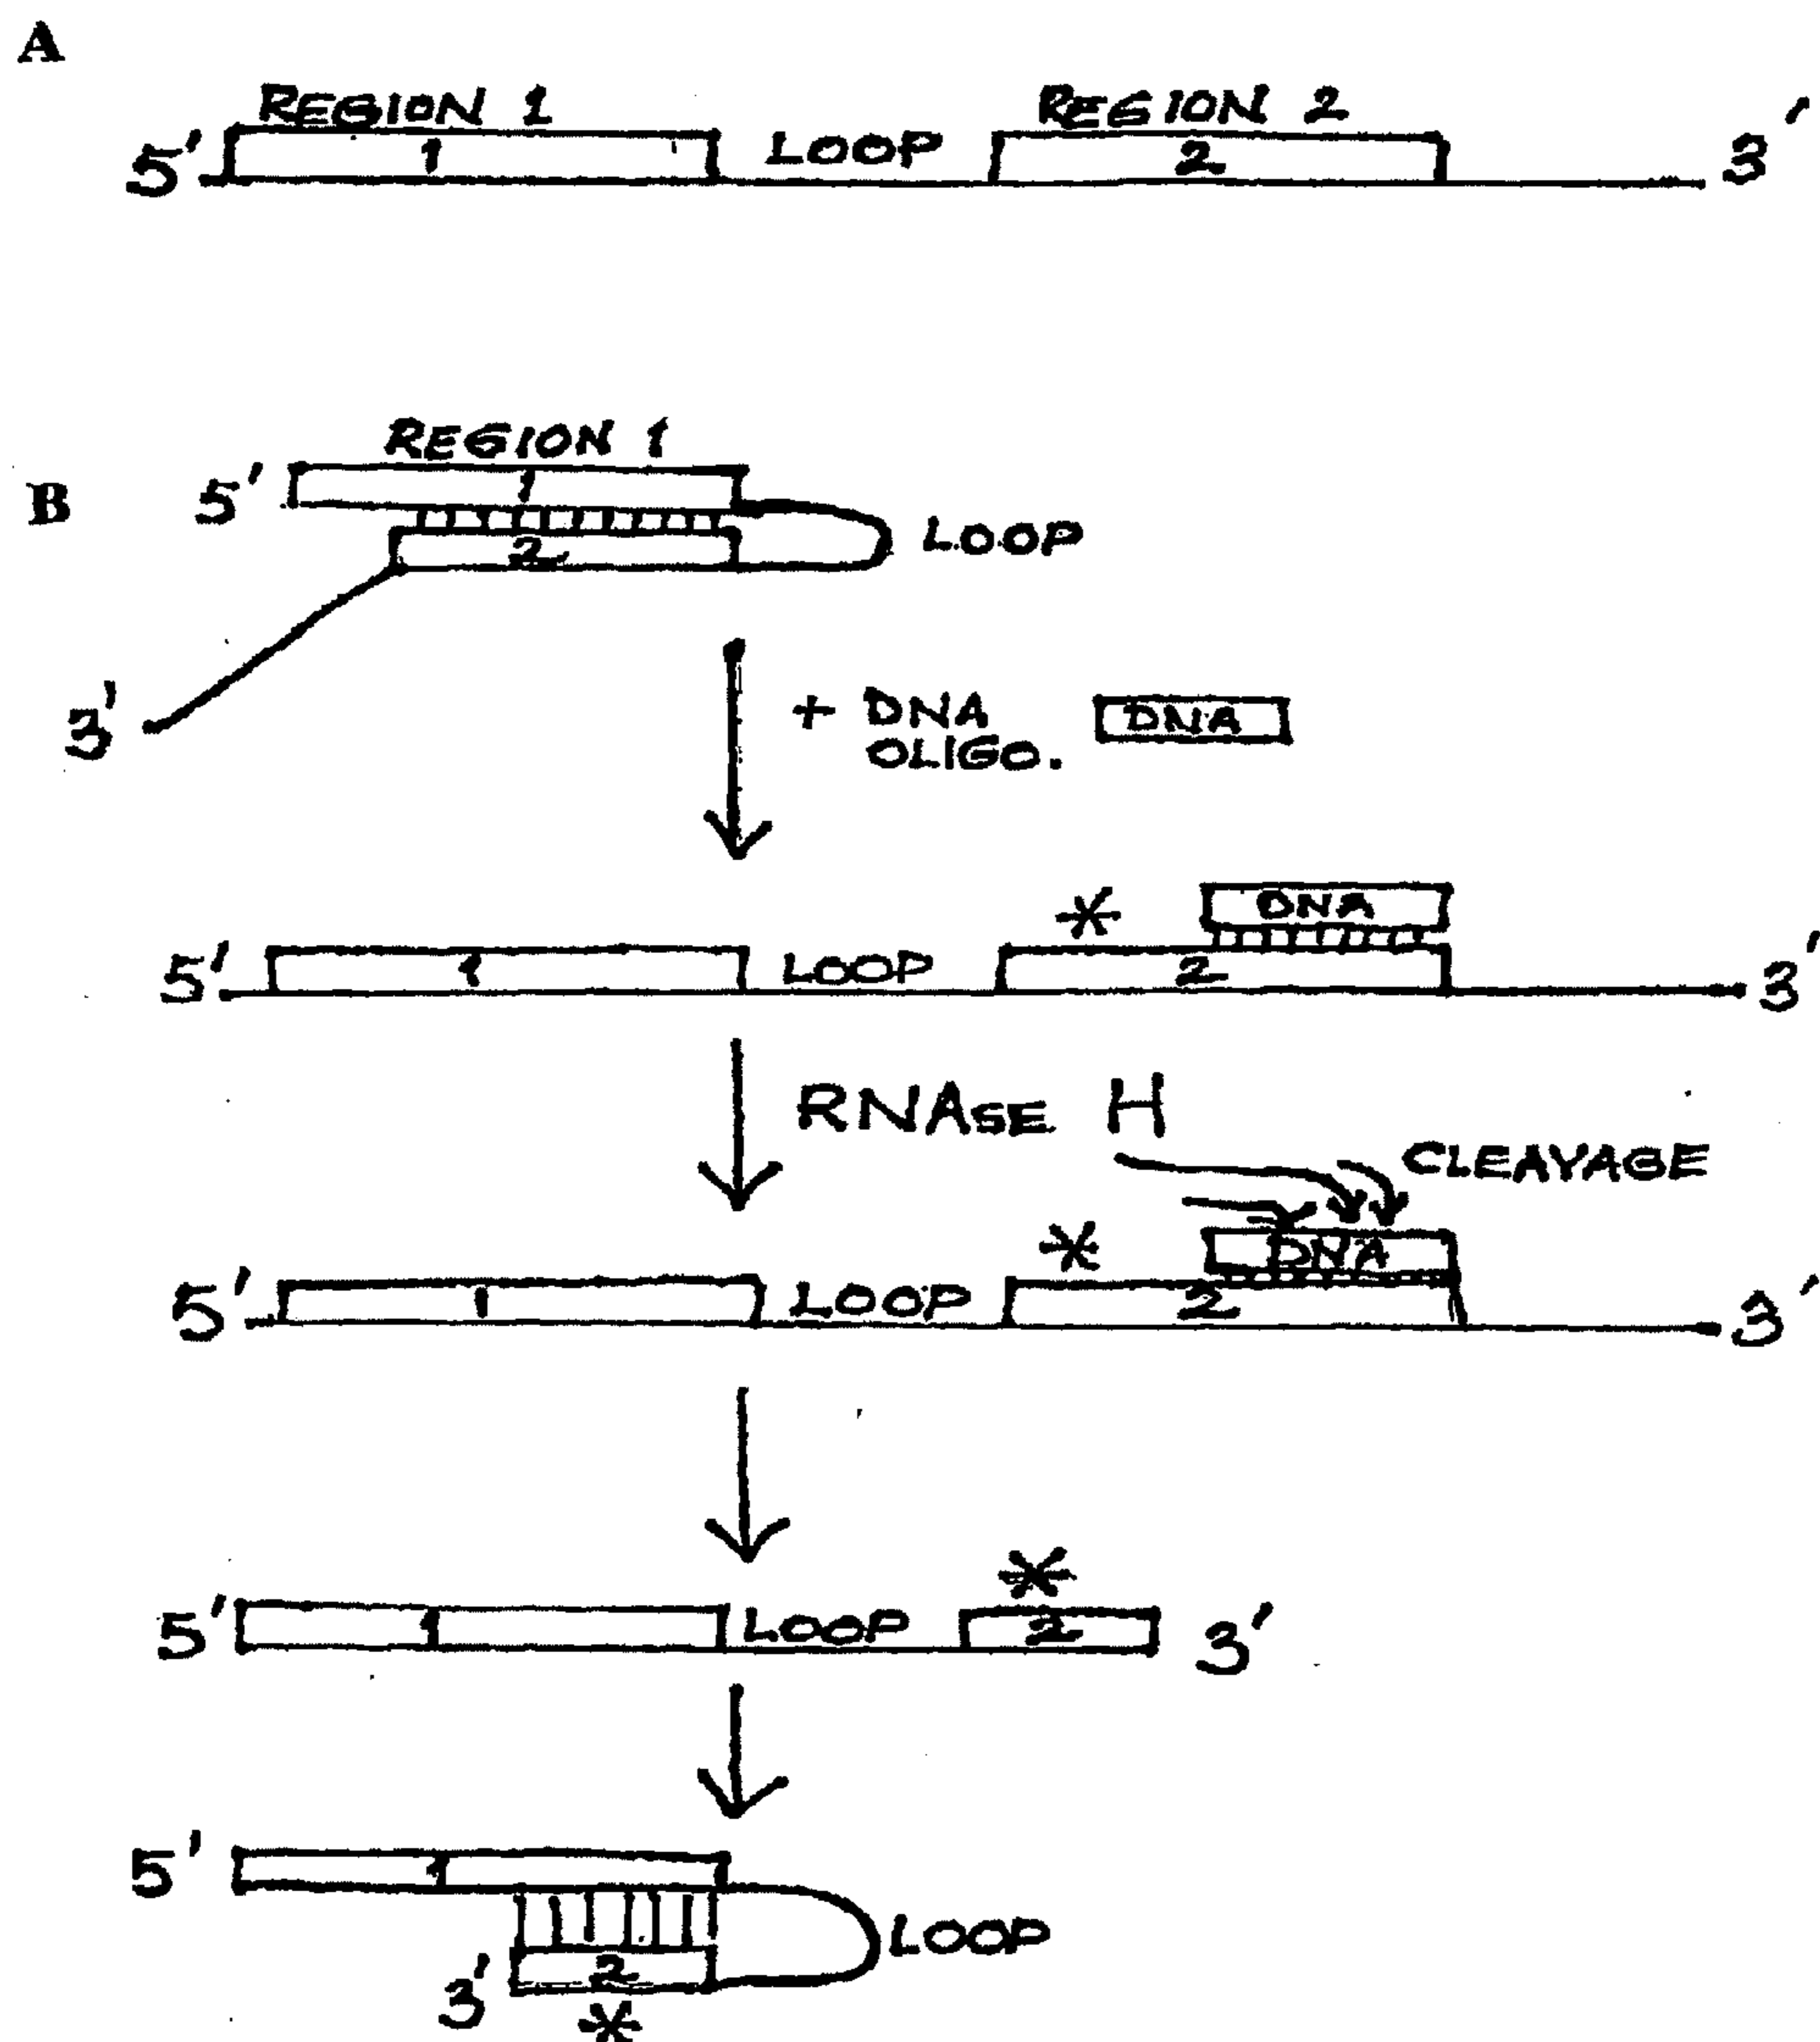 A
REGION 1 REGION 2
5' 1 LOOP 2 3'
REGION 1
B 5' 1 LOOP
2
3'
+ DNA DNA
OLIGO.
* DNA
5' 1 LOOP 2 3'
RNASE H
CLEAVAGE
* DNA
5' 1 LOOP 2 3'
*
5' 1 LOOP 2 3'
5' 1
LOOP
3' 2
*